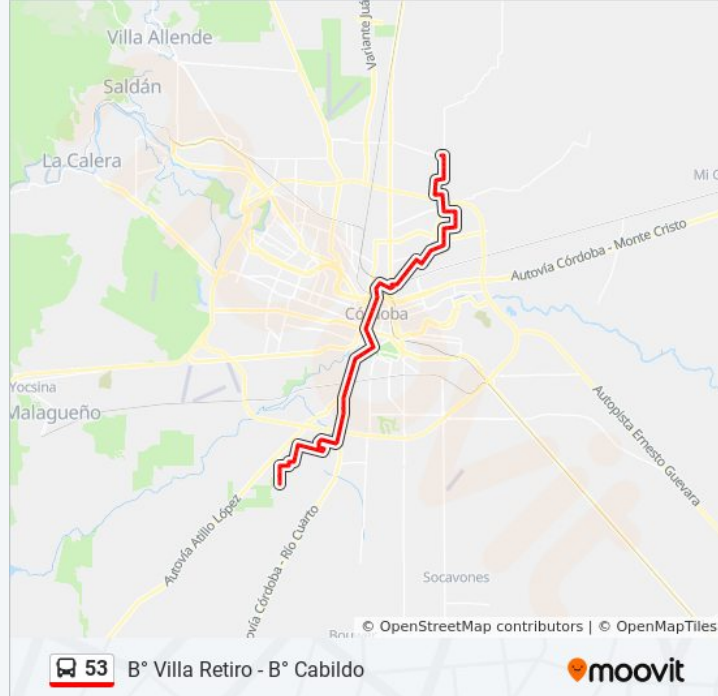 Villa Allende
Variante Juá
Saldán
La Calera
Mi
Autovía Córdoba - Monte Cristo
Córdoba
Yocsina
Malagueño
Autopista Ernesto Guevara
Autovía Atilio López
ovía Córdoba - Río Cuarto
Socavones
© OpenStreetMap contributors | © OpenMapTiles
53 B° Villa Retiro - B° Cabildo
moovit